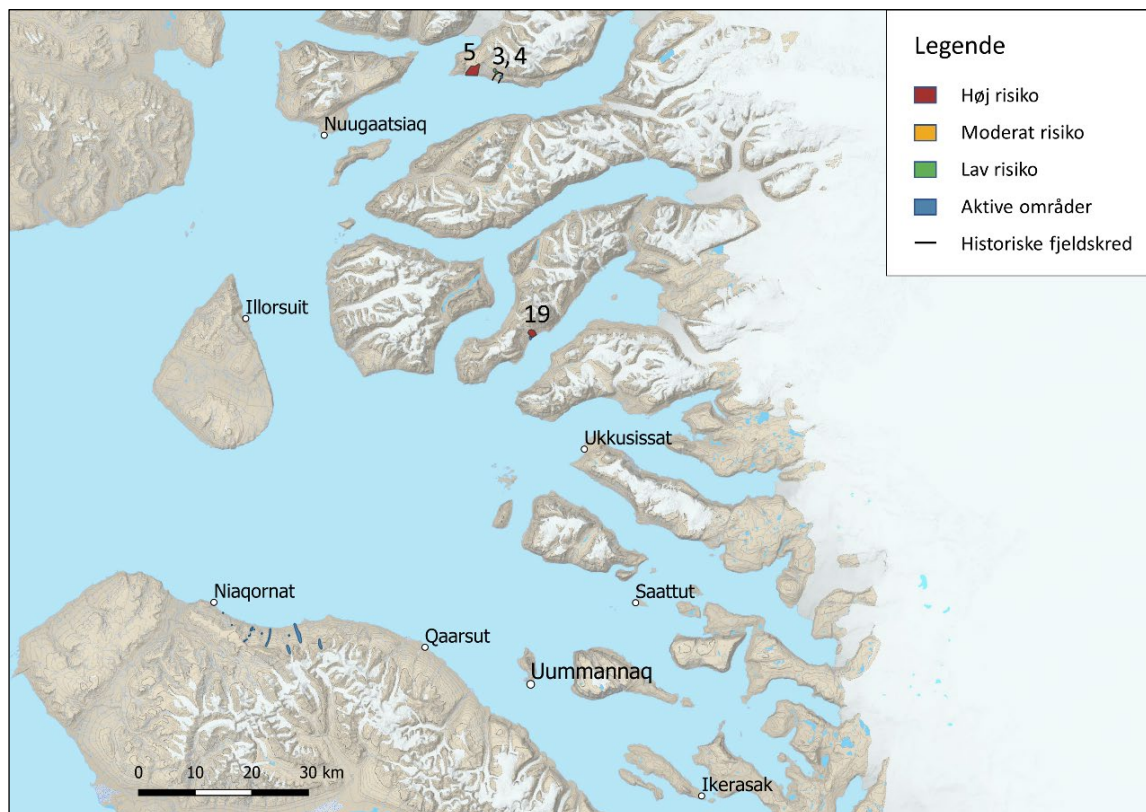 Legende
Høj risiko
Moderat risiko
Lav risiko
Aktive områder
Historiske fjeldskred
5
3, 4
Nuugaatsiaq
Illorsuit
19
Ukkusissat
Niaqornat
Saattut
Qaarsut
Uummannaq
Ikerasak
0 10 20 30 km